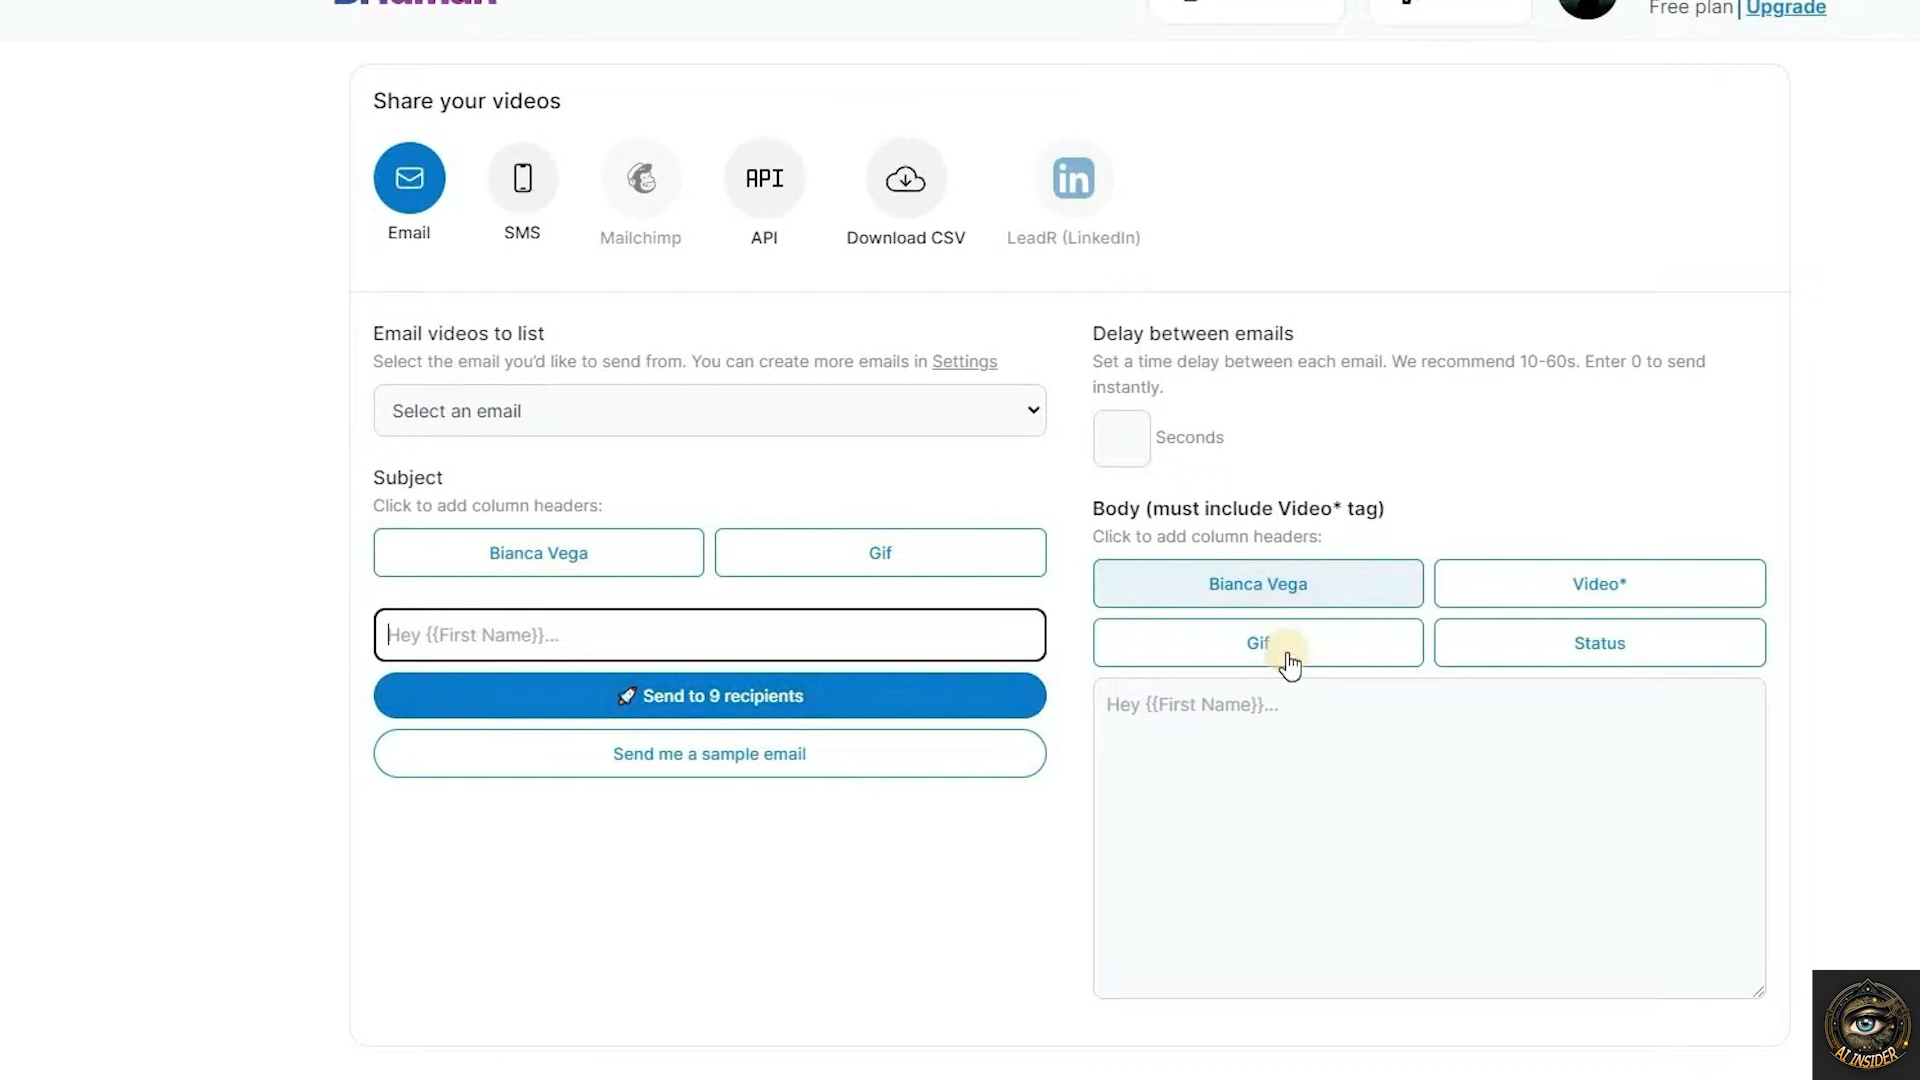 Free plan | Upgrade
Share your videos
Email
SMS
Mailchimp
API
API
Download CSV
in
LeadR (LinkedIn)
Email videos to list
Select the email you'd like to send from. You can create more emails in Settings
Select an email
Subject
Click to add column headers:
Bianca Vega
Gif
Hey {{First Name}}...
🚀 Send to 9 recipients
Send me a sample email
Delay between emails
Set a time delay between each email. We recommend 10-60s. Enter 0 to send
instantly.
Seconds
Body (must include Video* tag)
Click to add column headers:
Bianca Vega
Video*
Gif
Status
Hey {{First Name}}...
AI INSIDER